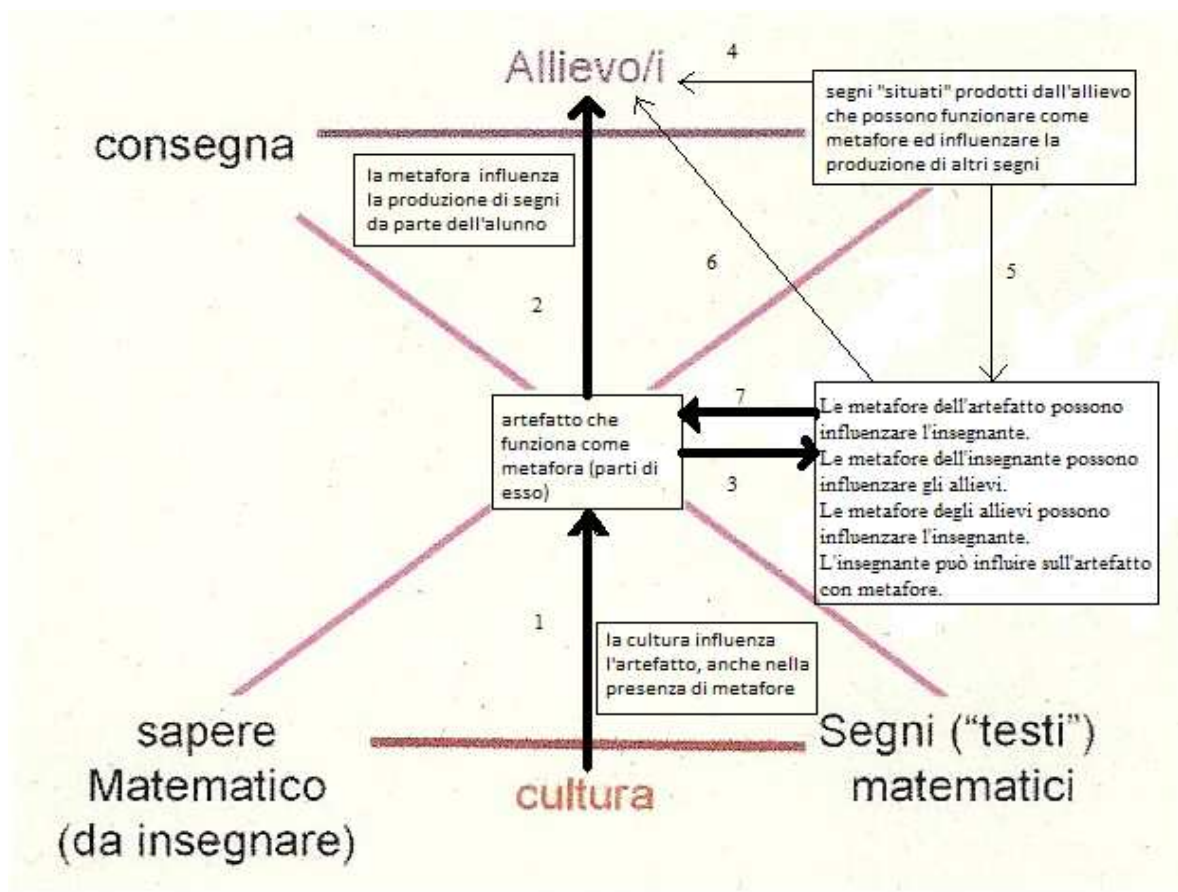 Allievo/i
4
consegna
segni "situati" prodotti dall'allievo
che possono funzionare come
metafore ed influenzare la
produzione di altri segni
la metafora influenza
la produzione di segni
da parte dell'alunno
6
5
2
artefatto che
funziona come
metafora (parti di
esso)
7
3
Le metafore dell'artefatto possono
influenzare l'insegnante.
Le metafore dell'insegnante possono
influenzare gli allievi.
Le metafore degli allievi possono
influenzare l'insegnante.
L'insegnante può influire sull'artefatto
con metafore.
1
la cultura influenza
l'artefatto, anche nella
presenza di metafore
sapere
Matematico
(da insegnare)
cultura
Segni (“testi”)
matematici